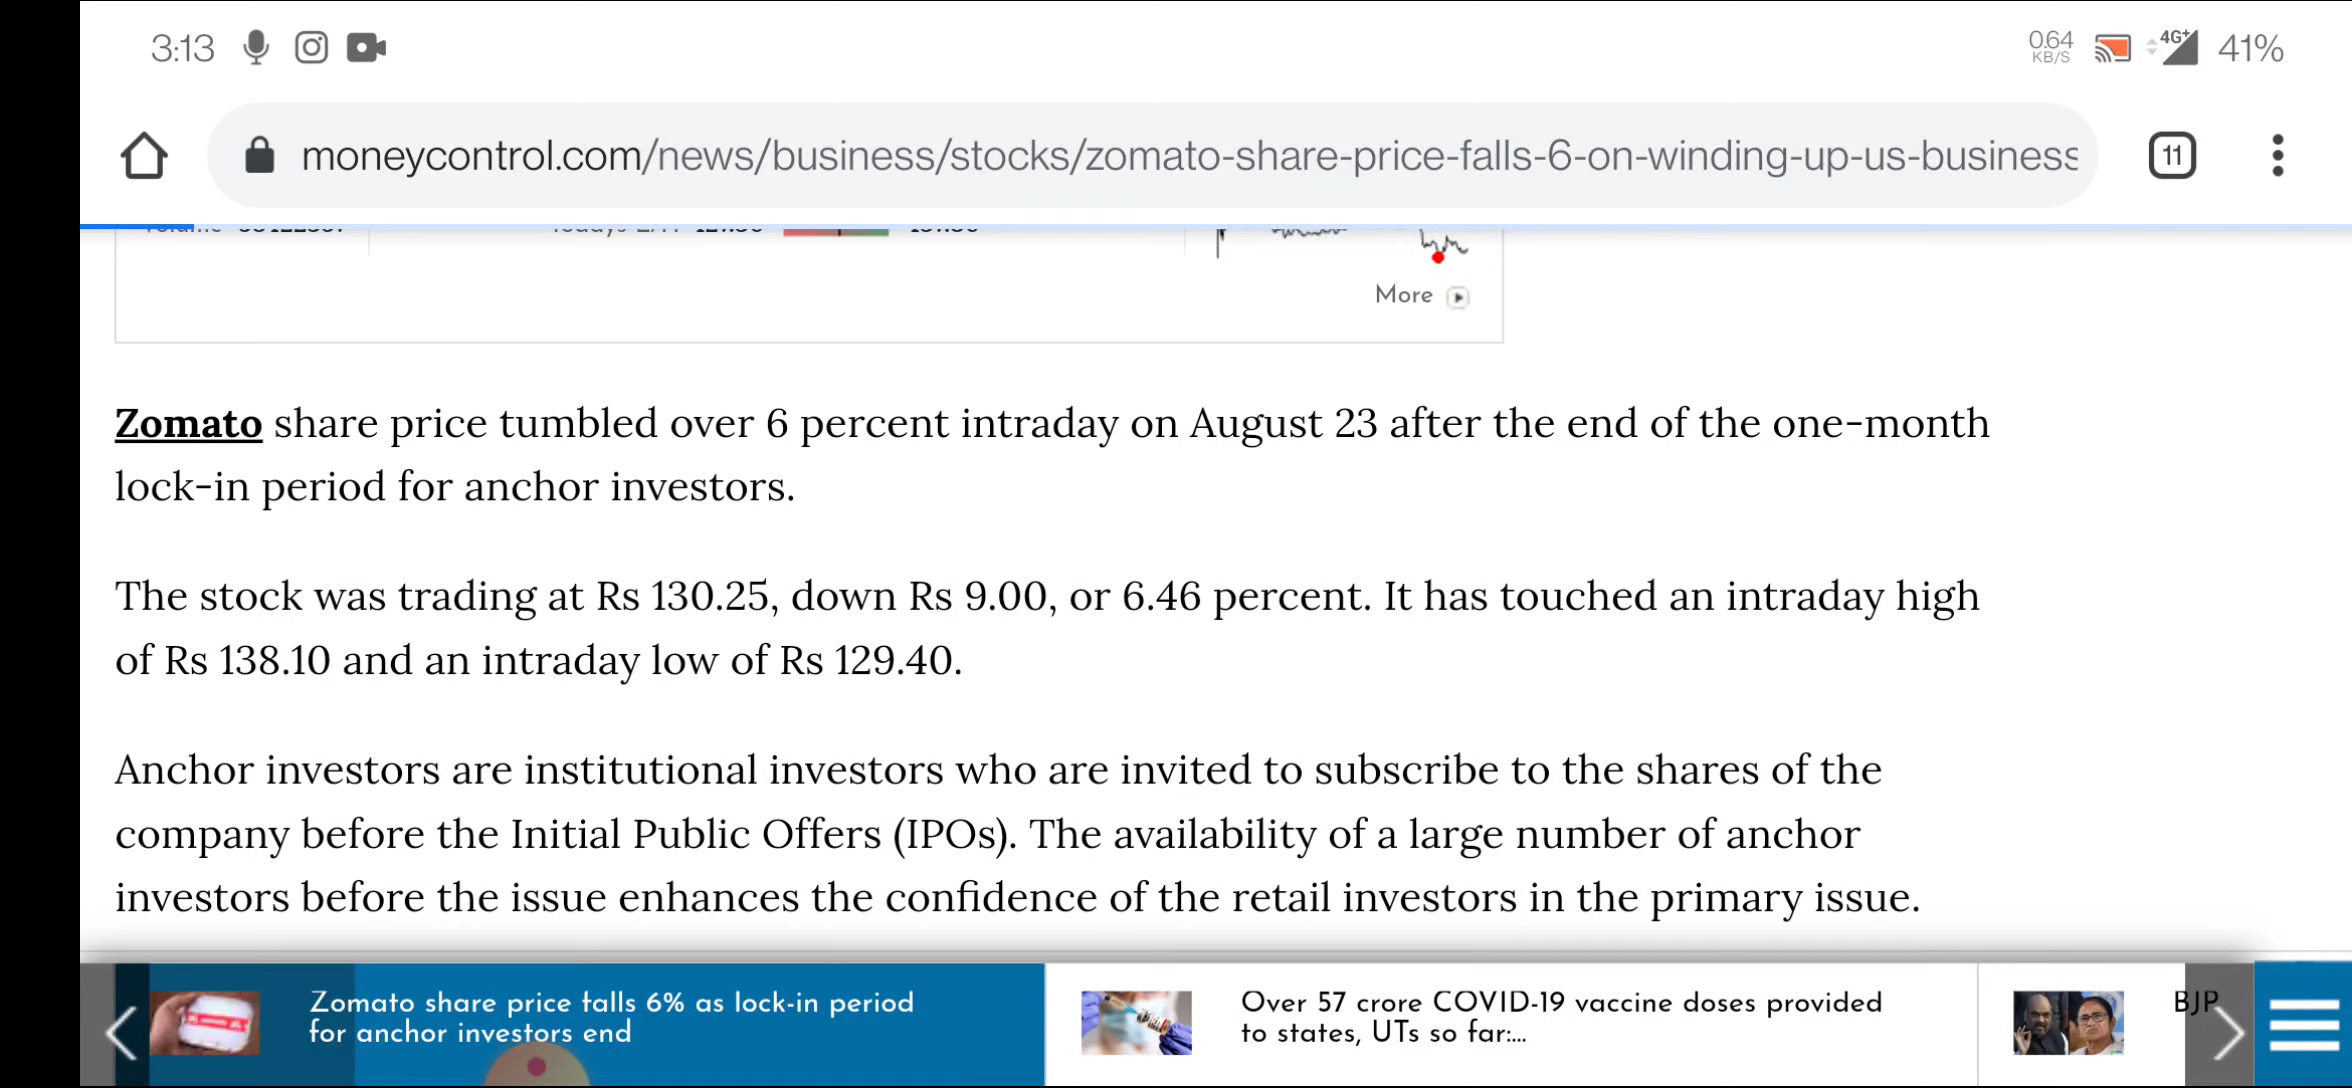 3:13
0.64
KB/S
4G+
41%
moneycontrol.com/news/business/stocks/zomato-share-price-falls-6-on-winding-up-us-business
11
More
Zomato share price tumbled over 6 percent intraday on August 23 after the end of the one-month
lock-in period for anchor investors.
The stock was trading at Rs 130.25, down Rs 9.00, or 6.46 percent. It has touched an intraday high
of Rs 138.10 and an intraday low of Rs 129.40.
Anchor investors are institutional investors who are invited to subscribe to the shares of the
company before the Initial Public Offers (IPOs). The availability of a large number of anchor
investors before the issue enhances the confidence of the retail investors in the primary issue.
Zomato share price falls 6% as lock-in period
for anchor investors end
Over 57 crore COVID-19 vaccine doses provided
to states, UTs so far:...
BJP